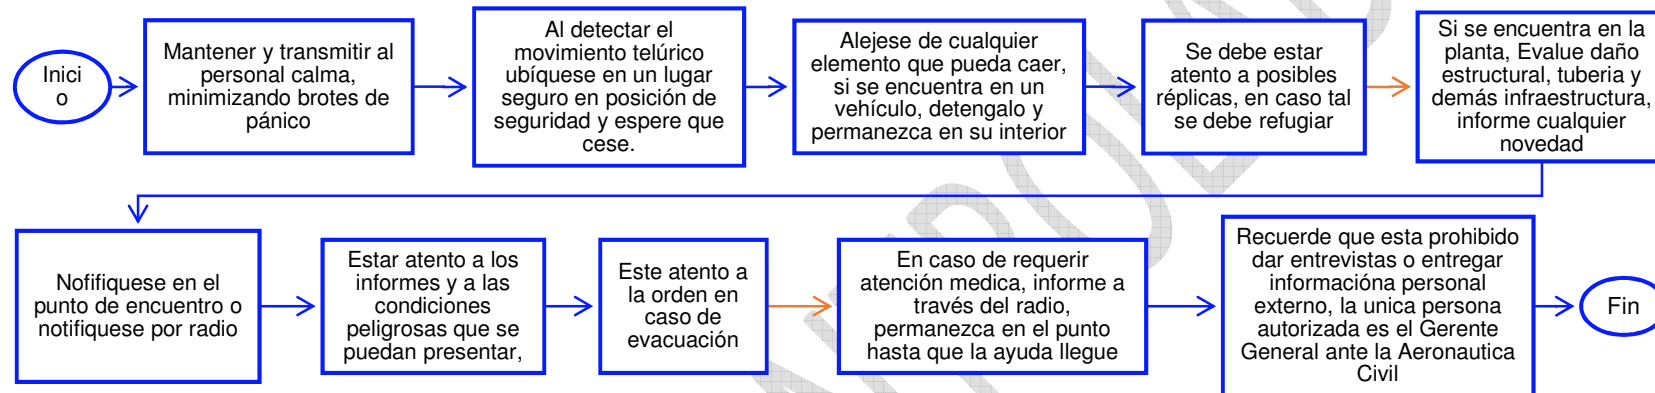 Inici
o
Mantener y transmitir al
personal calma,
minimizando brotes de
pánico
Al detectar el
movimiento telúrico
ubíquese en un lugar
seguro en posición de
seguridad y espere que
cese.
Alejese de cualquier
elemento que pueda caer,
si se encuentra en un
vehículo, detengalo y
permanezca en su interior
Se debe estar
atento a posibles
réplicas, en caso tal
se debe refugiar
Si se encuentra en la
planta, Evalue daño
estructural, tuberia y
demás infraestructura,
informe cualquier
novedad
Nofifiquese en el
punto de encuentro o
notifiquese por radio
Estar atento a los
informes y a las
condiciones
peligrosas que se
puedan presentar,
Este atento a
la orden en
caso de
evacuación
En caso de requerir
atención medica, informe a
través del radio,
permanezca en el punto
hasta que la ayuda llegue
Recuerde que esta prohibido
dar entrevistas o entregar
informacióna personal
externo, la unica persona
autorizada es el Gerente
General ante la Aeronautica
Civil
Fin